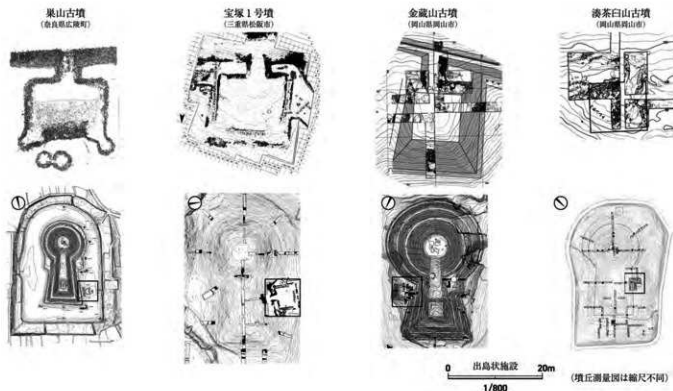 巣山古墳
(奈良県広陵町)
宝塚1号墳
(三重県松阪市)
金蔵山古墳
(岡山県岡山市)
湊茶臼山古墳
(岡山県岡山市)
0 出島状施設 20m
1/800
(墳丘測量図は縮尺不同)